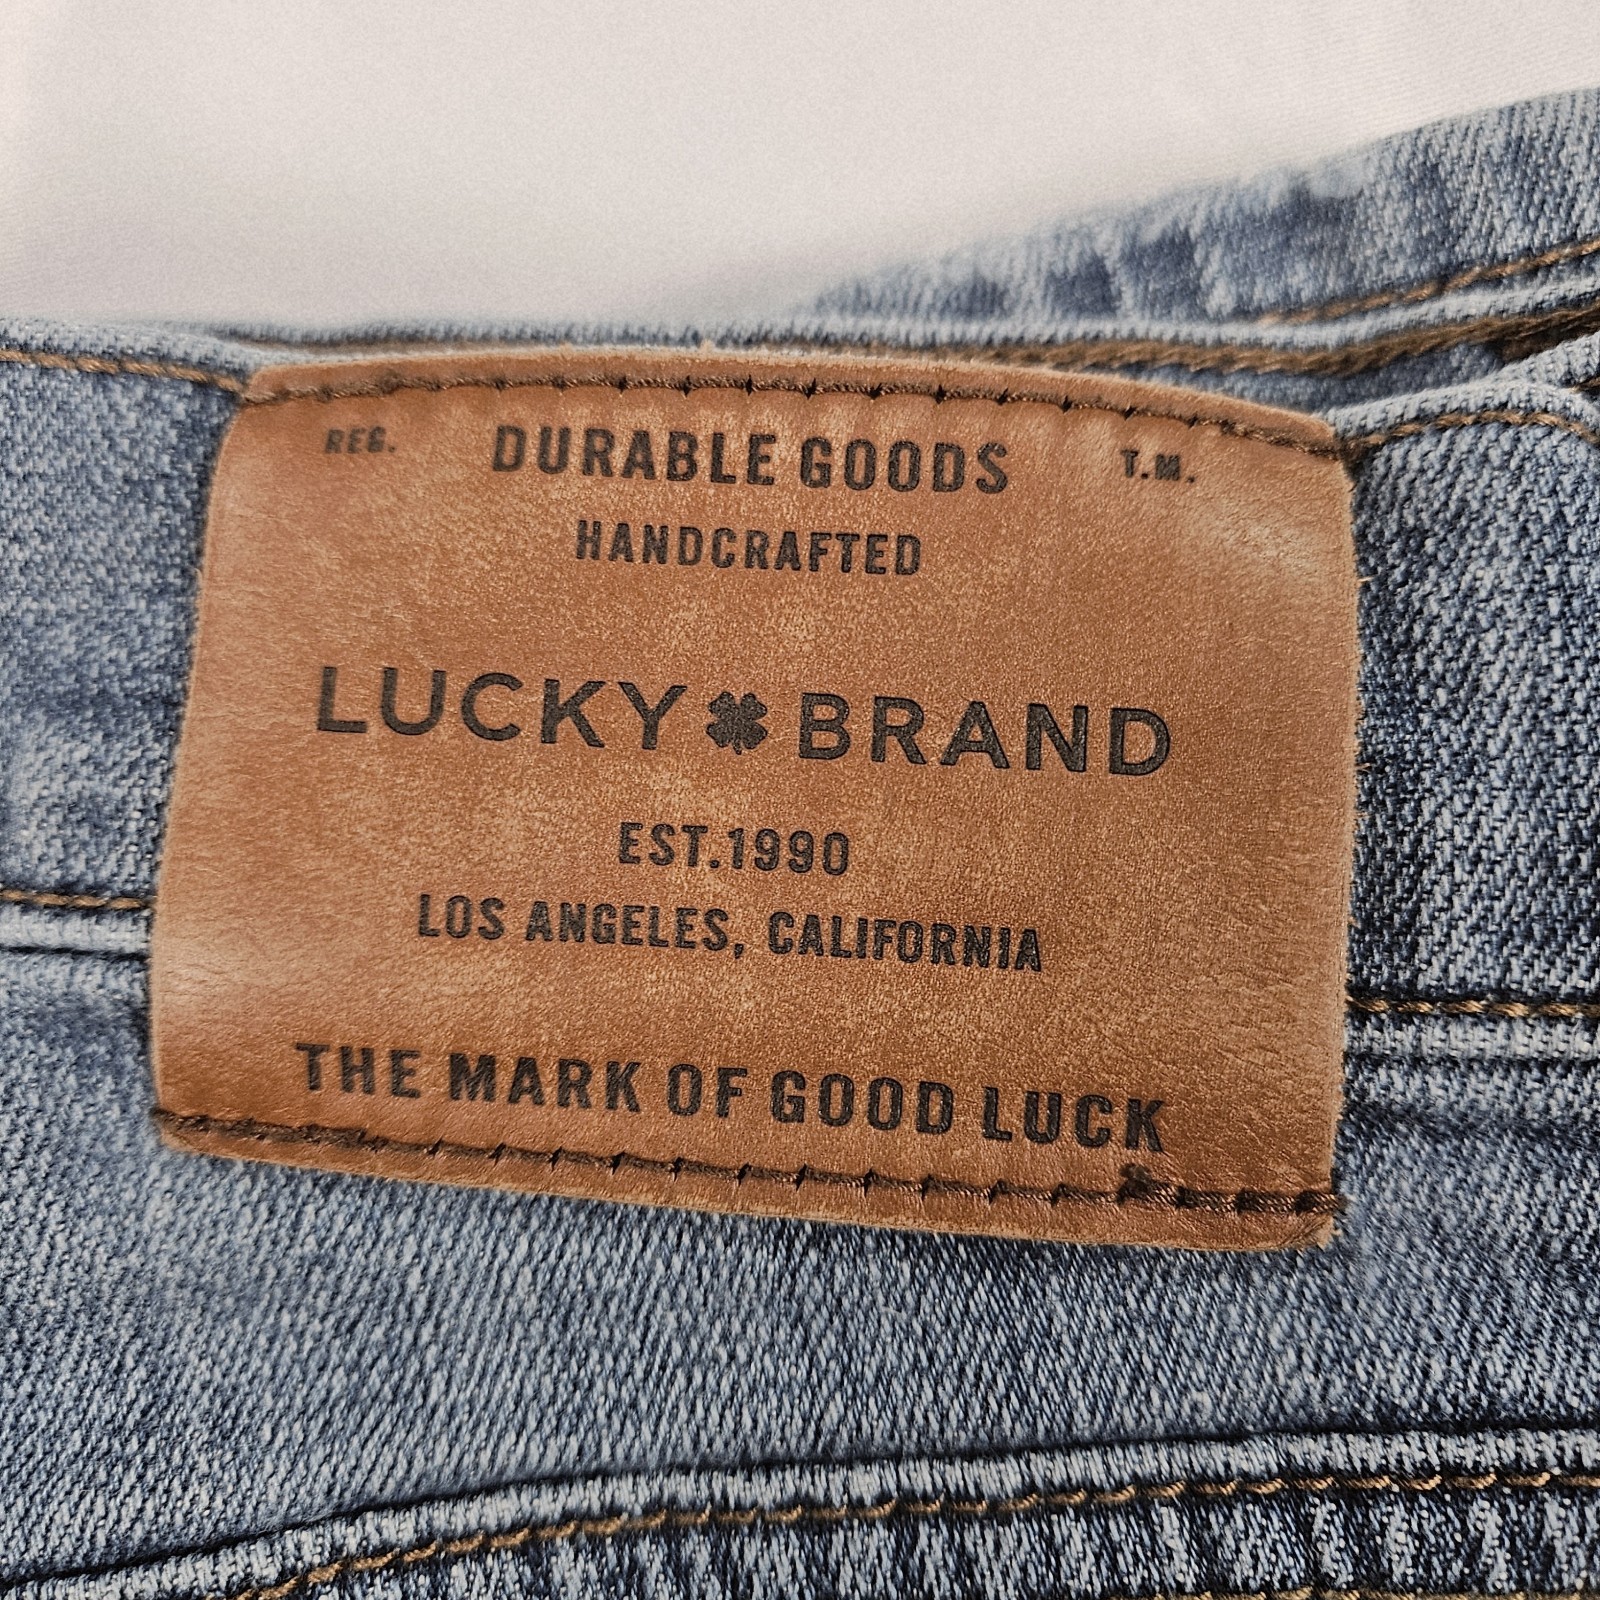 REG. DURABLE GOODS T.M.
HANDCRAFTED
LUCKY BRAND
EST.1990
LOS ANGELES, CALIFORNIA
THE MARK OF GOOD LUCK